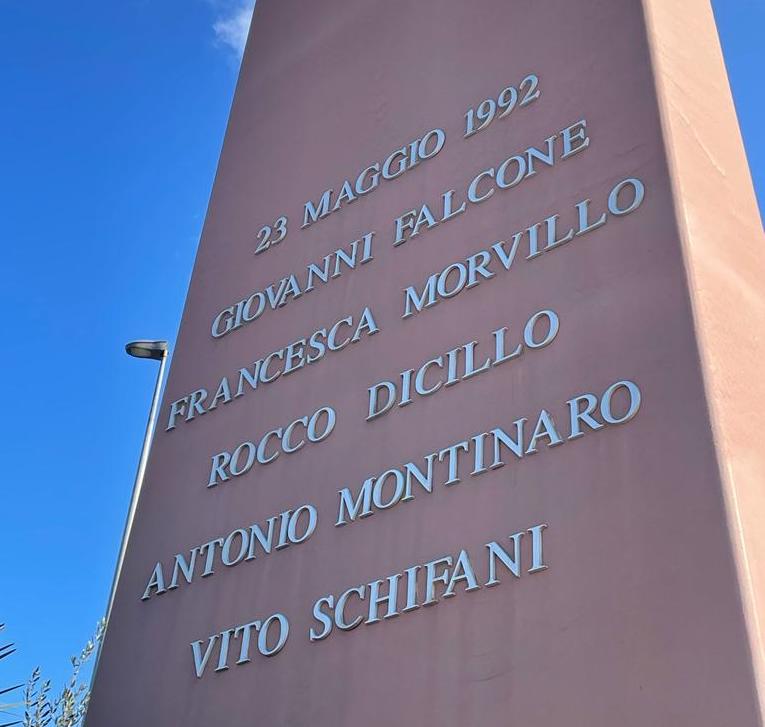 23 MAGGIO 1992
GIOVANNI FALCONE
FRANCESCA MORVILLO
ROCCO DICILLO
ANTONIO MONTINARO
VITO SCHIFANI